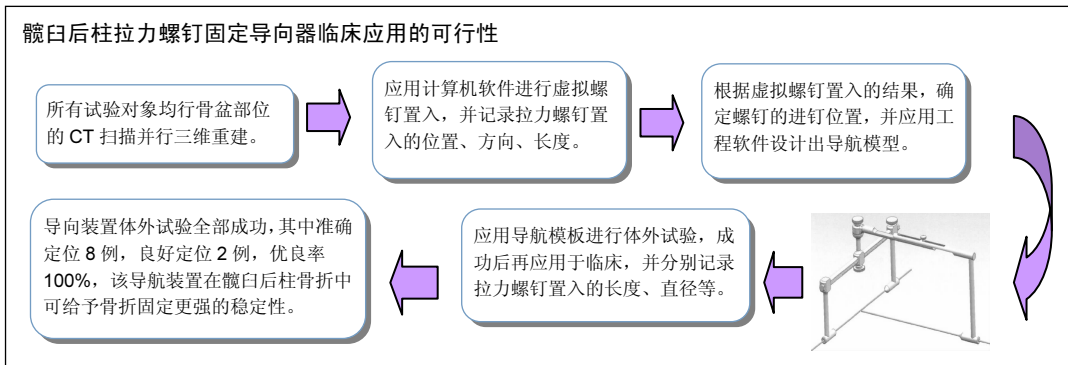 髋臼后柱拉力螺钉固定导向器临床应用的可行性
所有试验对象均行骨盆部位
的 CT 扫描并行三维重建。
应用计算机软件进行虚拟螺
钉置入，并记录拉力螺钉置
入的位置、方向、长度。
根据虚拟螺钉置入的结果，确
定螺钉的进钉位置，并应用工
程软件设计出导航模型。
应用导航模板进行体外试验，成
功后再应用于临床，并分别记录
拉力螺钉置入的长度、直径等。
导向装置体外试验全部成功，其中准确
定位 8 例，良好定位 2 例，优良率
100%，该导航装置在髋臼后柱骨折中
可给予骨折固定更强的稳定性。